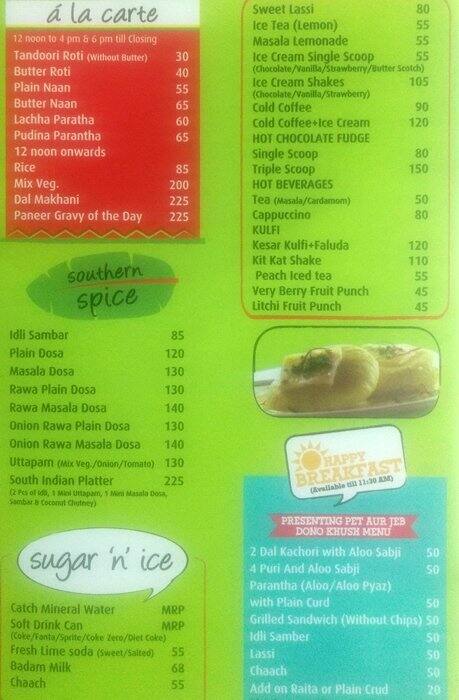 á la carte
12 noon to 4 pm & 6 pm till Closing
Tandoori Roti (Without Butter) 30
Butter Roti 40
Plain Naan 55
Butter Naan 65
Lachha Paratha 60
Pudina Parantha 65
12 noon onwards
Rice 85
Mix Veg. 200
Dal Makhani 225
Paneer Gravy of the Day 225
southern
spice
Idli Sambar 85
Plain Dosa 120
Masala Dosa 130
Rawa Plain Dosa 130
Rawa Masala Dosa 140
Onion Rawa Plain Dosa 130
Onion Rawa Masala Dosa 140
Uttapam (Mix Veg./Onion/Tomato) 130
South Indian Platter 225
(2 Pcs of Idli, 1 Mini Uttapam, 1 Mini Masala Dosa,
Sambar & Coconut Chutney)
sugar 'n' ice
Catch Mineral Water MRP
Soft Drink Can MRP
(Coke/Fanta/Sprite/Coke Zero/Diet Coke)
Fresh Lime soda (Sweet/Salted) 55
Badam Milk 68
Chaach 55
Sweet Lassi 80
Ice Tea (Lemon) 55
Masala Lemonade 55
Ice Cream Single Scoop 55
(Chocolate/Vanilla/Strawberry/Butter Scotch)
Ice Cream Shakes 105
(Chocolate/Vanilla/Strawberry)
Cold Coffee 90
Cold Coffee+Ice Cream 120
HOT CHOCOLATE FUDGE
Single Scoop 80
Triple Scoop 150
HOT BEVERAGES
Tea (Masala/Cardamom) 50
Cappuccino 80
KULFI
Kesar Kulfi+Faluda 120
Kit Kat Shake 110
Peach Iced tea 55
Very Berry Fruit Punch 45
Litchi Fruit Punch 45
HAPPY
BREAKFAST
(Available till 11:30 AM)
PRESENTING PET AUR JEB
DONO KHUSH MENU
2 Dal Kachori with Aloo Sabji 50
4 Puri And Aloo Sabji 50
Parantha (Aloo/Aloo Pyaz)
with Plain Curd 50
Grilled Sandwich (Without Chips) 50
Idli Samber 50
Lassi 50
Chaach 50
Add on Raita or Plain Crud 20